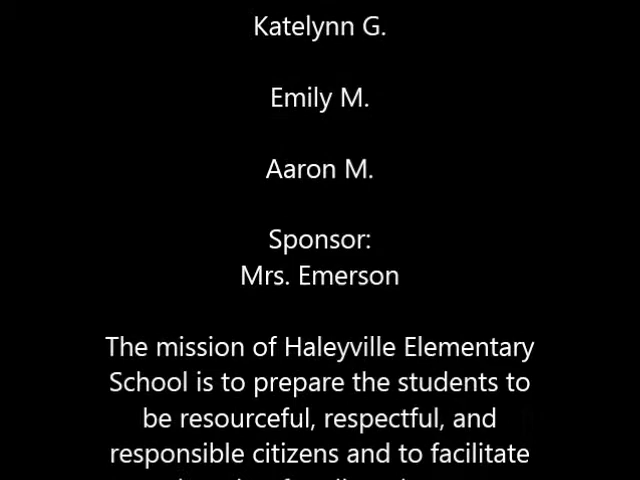 Katelynn G.
Emily M.
Aaron M.
Sponsor:
Mrs. Emerson
The mission of Haleyville Elementary
School is to prepare the students to
be resourceful, respectful, and
responsible citizens and to facilitate